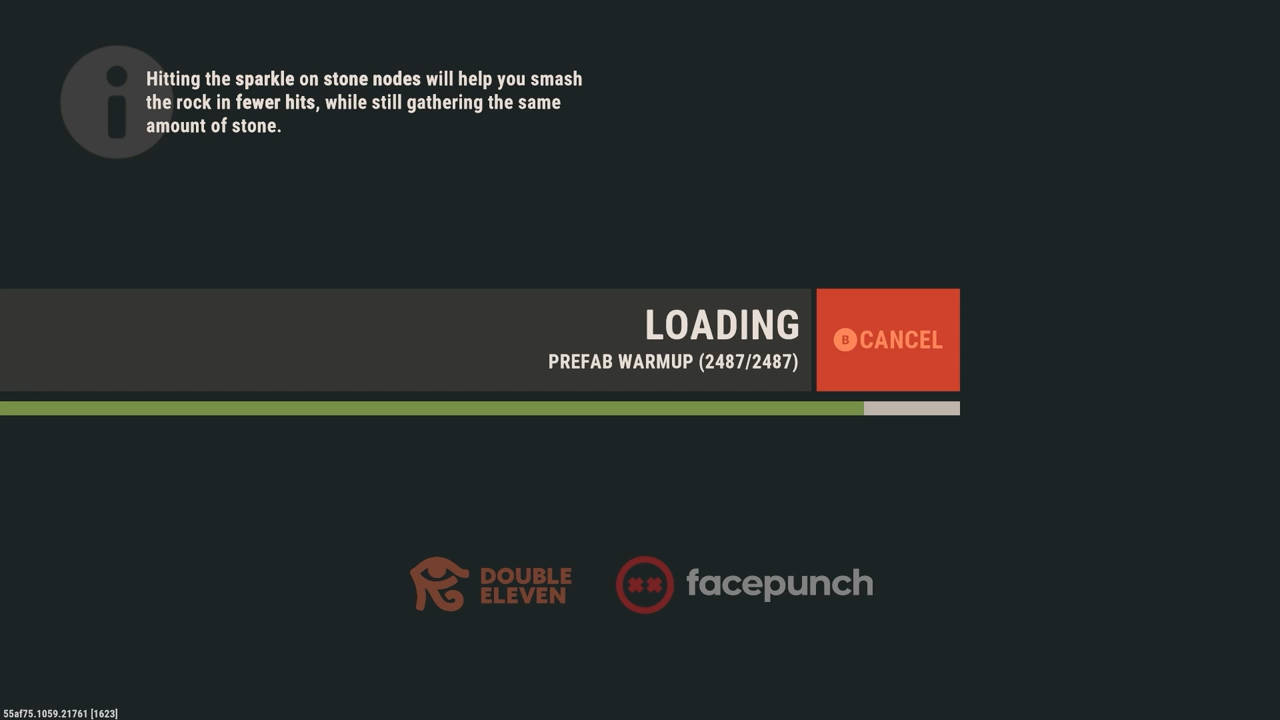 Hitting the sparkle on stone nodes will help you smash
the rock in fewer hits, while still gathering the same
amount of stone.
LOADING
PREFAB WARMUP (2487/2487)
B CANCEL
DOUBLE
ELEVEN
facepunch
55af75.1059.21761 [1623]